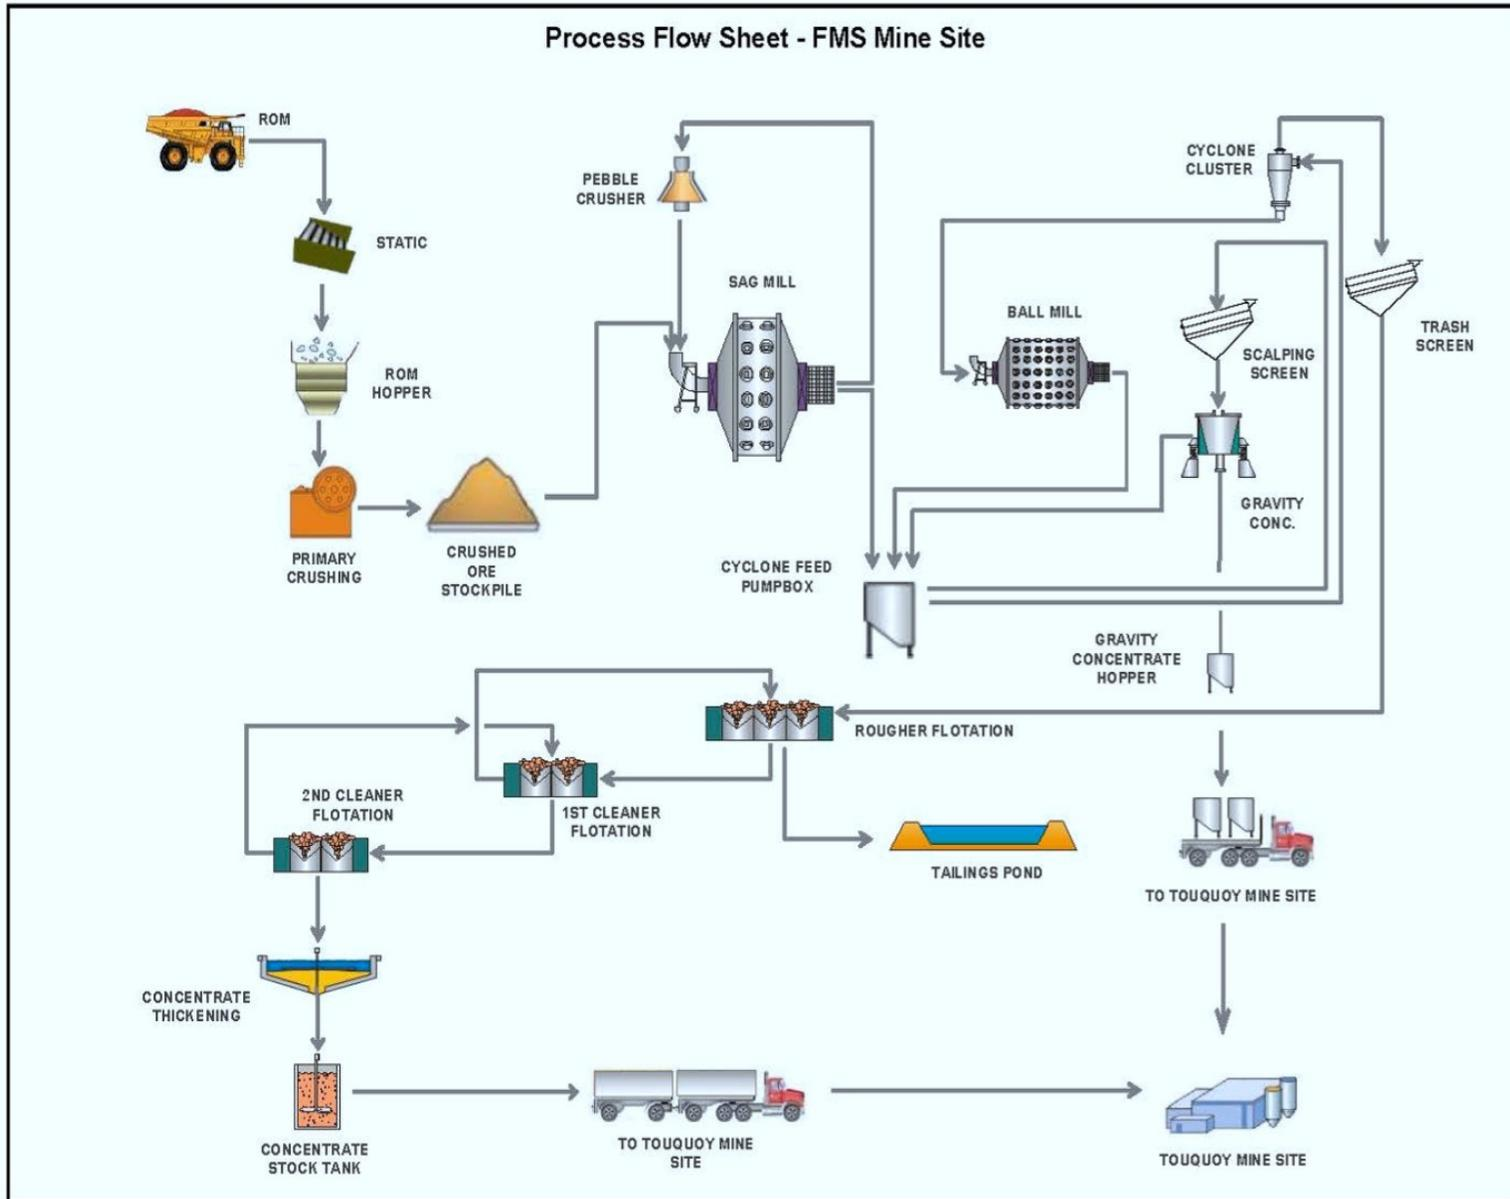 Process Flow Sheet - FMS Mine Site
ROM
STATIC
ROM
HOPPER
PRIMARY
CRUSHING
CRUSHED
ORE
STOCKPILE
PEBBLE
CRUSHER
SAG MILL
CYCLONE
CLUSTER
BALL MILL
SCALPING
SCREEN
TRASH
SCREEN
GRAVITY
CONC.
CYCLONE FEED
PUMPBOX
GRAVITY
CONCENTRATE
HOPPER
ROUGHER FLOTATION
1ST CLEANER
FLOTATION
2ND CLEANER
FLOTATION
TAILINGS POND
TO TOUQUOY MINE SITE
CONCENTRATE
THICKENING
CONCENTRATE
STOCK TANK
TO TOUQUOY MINE
SITE
TOUQUOY MINE SITE